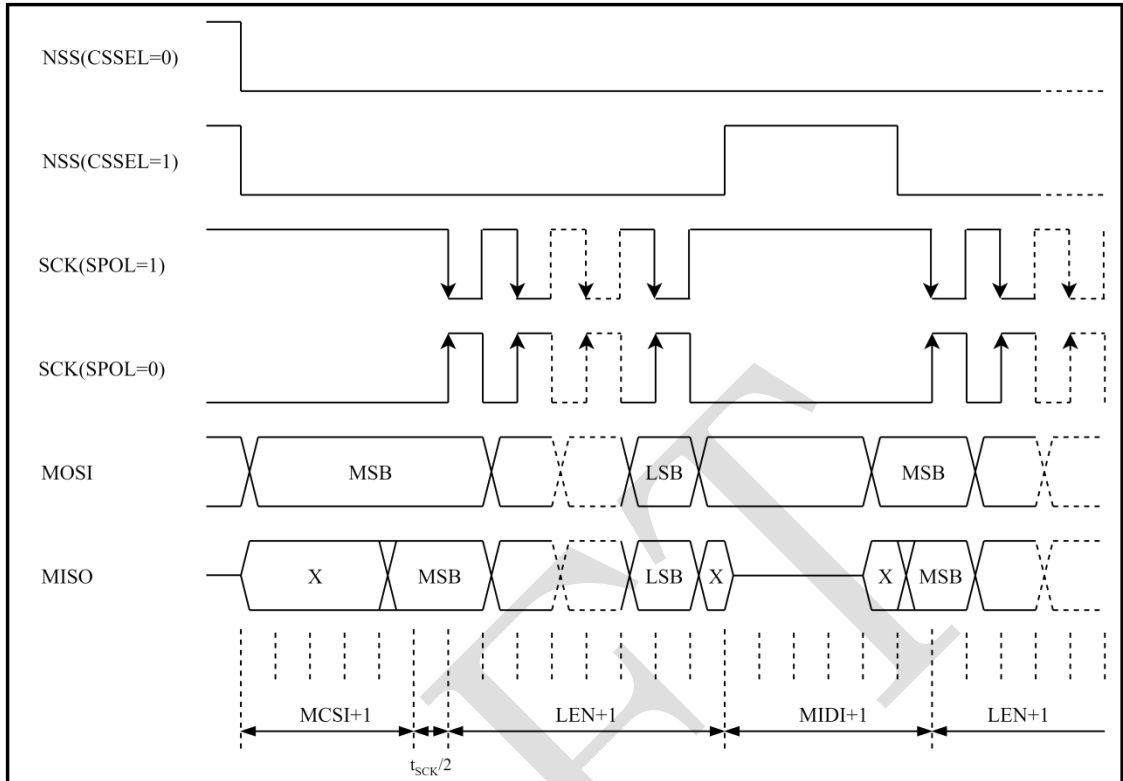 NSS(CSSEL=0)
NSS(CSSEL=1)
SCK(SPOL=1)
SCK(SPOL=0)
MOSI MSB LSB MSB
MISO X MSB LSB X X MSB
MCSI+1 LEN+1 MIDI+1 LEN+1
tSCK/2
FT